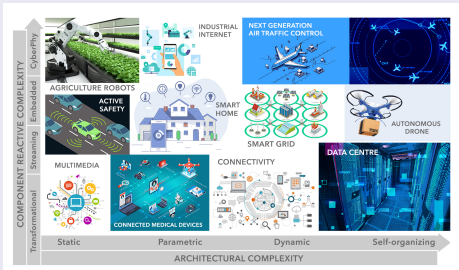 COMPONENT REACTIVE COMPLEXITY
CyberPhy
Embedded
Streaming
Transformational
INDUSTRIAL
INTERNET
NEXT GENERATION
AIR TRAFFIC CONTROL
AGRICULTURE ROBOTS
ACTIVE
SAFETY
SMART
HOME
SMART GRID
AUTONOMOUS
DRONE
MULTIMEDIA
CONNECTED MEDICAL DEVICES
CONNECTIVITY
DATA CENTRE
Static
Parametric
Dynamic
Self-organizing
ARCHITECTURAL COMPLEXITY